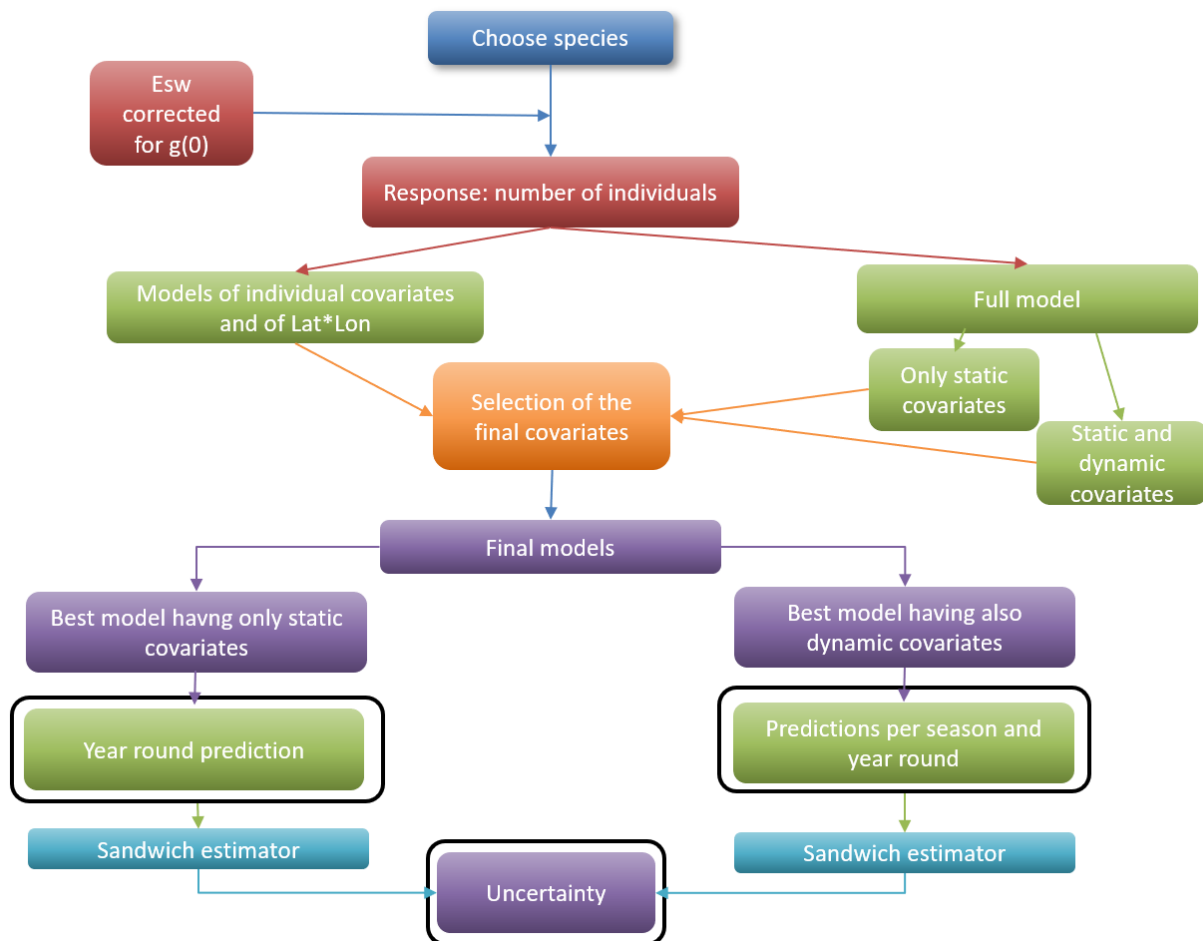 Choose species
Esw
corrected
for g(0)
Response: number of individuals
Models of individual covariates
and of Lat*Lon
Full model
Only static
covariates
Selection of the
final covariates
Static and
dynamic
covariates
Final models
Best model havng only static
covariates
Best model having also
dynamic covariates
Year round prediction
Predictions per season and
year round
Sandwich estimator
Sandwich estimator
Uncertainty